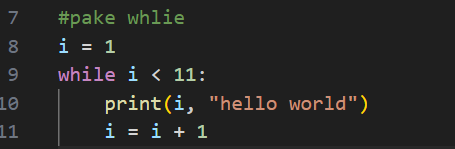 7 #pake whlie
8 i = 1
9 while i < 11:
10     print(i, "hello world")
11     i = i + 1